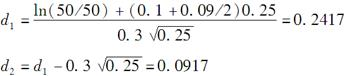 d₁ = (ln(50/50) + (0.1+0.09/2)0.25) / (0.3√0.25) = 0.2417
d₂ = d₁ − 0.3√0.25 = 0.0917